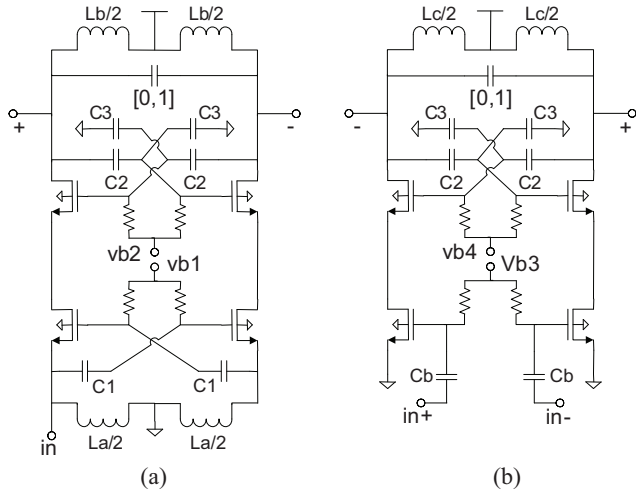 Lb/2 Lb/2 Lc/2 Lc/2
[0,1] [0,1]
+ - - +
C3 C3 C3 C3
C2 C2 C2 C2
vb2 vb4
vb1 Vb3
C1 C1 Cb Cb
in La/2 La/2 in+ in-
(a) (b)